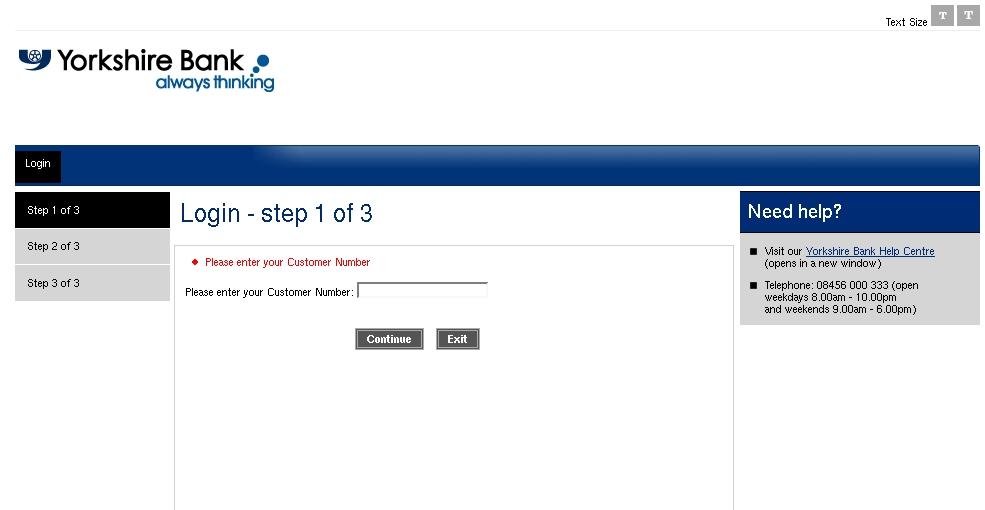 Text Size T T
Yorkshire Bank
always thinking
Login
Step 1 of 3
Step 2 of 3
Step 3 of 3
Login - step 1 of 3
Please enter your Customer Number
Please enter your Customer Number:
Continue Exit
Need help?
Visit our Yorkshire Bank Help Centre
(opens in a new window)
Telephone: 08456 000 333 (open
weekdays 8.00am - 10.00pm
and weekends 9.00am - 6.00pm)